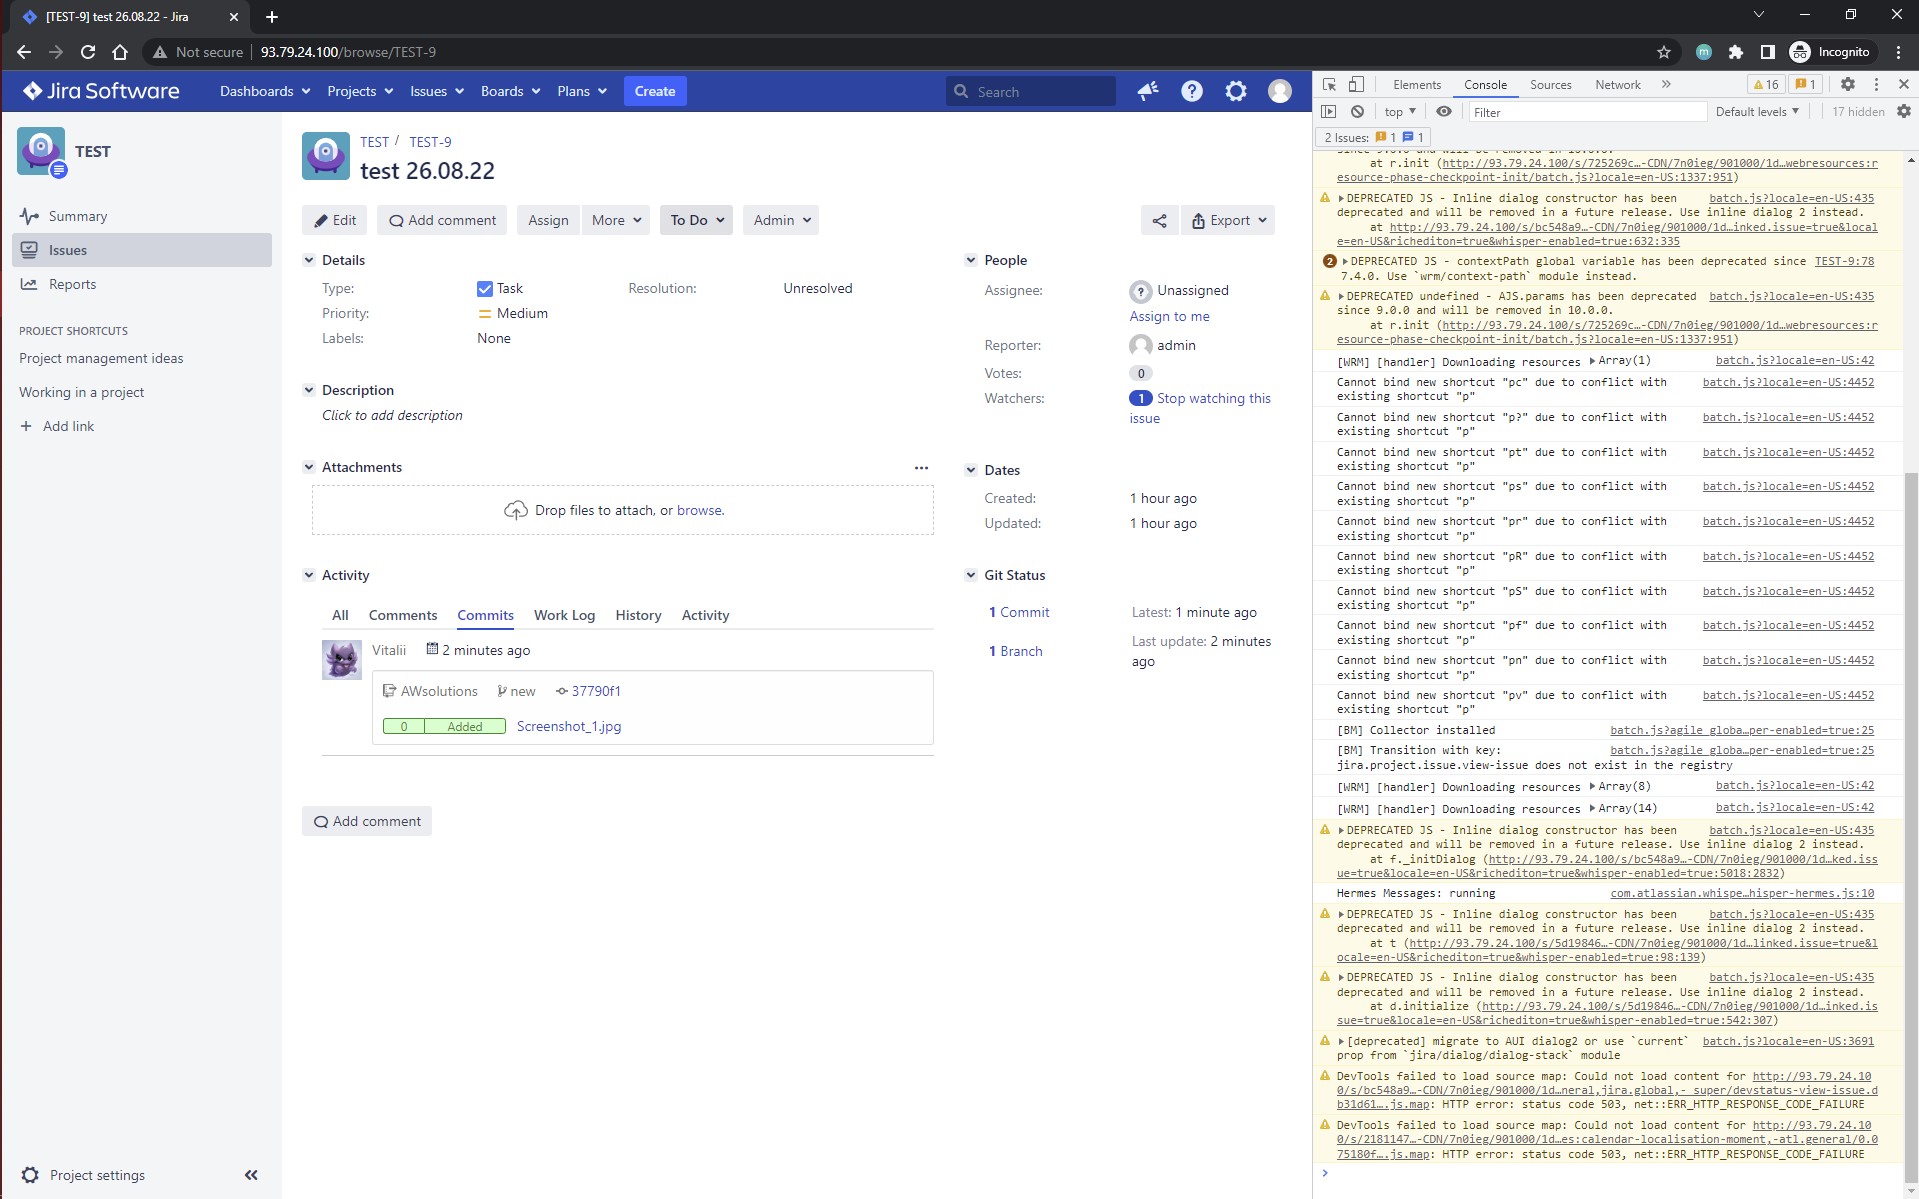 [TEST-9] test 26.08.22 - Jira
Not secure
93.79.24.100/browse/TEST-9
m
Incognito
Jira Software
Dashboards
Projects
Issues
Boards
Plans
Create
Search
TEST
Summary
Issues
Reports
PROJECT SHORTCUTS
Project management ideas
Working in a project
+ Add link
Project settings
TEST / TEST-9
test 26.08.22
Edit
Add comment
Assign
More
To Do
Admin
Export
Details
Type: Task
Resolution: Unresolved
Priority: Medium
Labels: None
Description
Click to add description
Attachments
Drop files to attach, or browse.
Activity
All Comments Commits Work Log History Activity
Vitalii 2 minutes ago
AWsolutions new 37790f1
0 Added Screenshot_1.jpg
Add comment
People
Assignee: Unassigned
Assign to me
Reporter: admin
Votes: 0
Watchers: 1 Stop watching this
issue
Dates
Created: 1 hour ago
Updated: 1 hour ago
Git Status
1 Commit Latest: 1 minute ago
1 Branch Last update: 2 minutes
ago
Elements Console Sources Network » 16 1
top Filter Default levels 17 hidden
2 Issues: 1 1
at r.init (http://93.79.24.100/s/725269c…-CDN/7n0ieg/901000/1d…webresources:r
esource-phase-checkpoint-init/batch.js?locale=en-US:1337:951)
DEPRECATED JS - Inline dialog constructor has been batch.js?locale=en-US:435
deprecated and will be removed in a future release. Use inline dialog 2 instead.
at http://93.79.24.100/s/bc548a9…-CDN/7n0ieg/901000/1d…inked.issue=true&local
e=en-US&richediton=true&whisper-enabled=true:632:335
2 DEPRECATED JS - contextPath global variable has been deprecated since TEST-9:78
7.4.0. Use `wrm/context-path` module instead.
DEPRECATED undefined - AJS.params has been deprecated batch.js?locale=en-US:435
since 9.0.0 and will be removed in 10.0.0.
at r.init (http://93.79.24.100/s/725269c…-CDN/7n0ieg/901000/1d…webresources:r
esource-phase-checkpoint-init/batch.js?locale=en-US:1337:951)
[WRM] [handler] Downloading resources Array(1) batch.js?locale=en-US:42
Cannot bind new shortcut "pc" due to conflict with batch.js?locale=en-US:4452
existing shortcut "p"
Cannot bind new shortcut "p?" due to conflict with batch.js?locale=en-US:4452
existing shortcut "p"
Cannot bind new shortcut "pt" due to conflict with batch.js?locale=en-US:4452
existing shortcut "p"
Cannot bind new shortcut "ps" due to conflict with batch.js?locale=en-US:4452
existing shortcut "p"
Cannot bind new shortcut "pr" due to conflict with batch.js?locale=en-US:4452
existing shortcut "p"
Cannot bind new shortcut "pR" due to conflict with batch.js?locale=en-US:4452
existing shortcut "p"
Cannot bind new shortcut "pS" due to conflict with batch.js?locale=en-US:4452
existing shortcut "p"
Cannot bind new shortcut "pf" due to conflict with batch.js?locale=en-US:4452
existing shortcut "p"
Cannot bind new shortcut "pn" due to conflict with batch.js?locale=en-US:4452
existing shortcut "p"
Cannot bind new shortcut "pv" due to conflict with batch.js?locale=en-US:4452
existing shortcut "p"
[BM] Collector installed batch.js?agile_globa…per-enabled=true:25
[BM] Transition with key: batch.js?agile_globa…per-enabled=true:25
jira.project.issue.view-issue does not exist in the registry
[WRM] [handler] Downloading resources Array(8) batch.js?locale=en-US:42
[WRM] [handler] Downloading resources Array(14) batch.js?locale=en-US:42
DEPRECATED JS - Inline dialog constructor has been batch.js?locale=en-US:435
deprecated and will be removed in a future release. Use inline dialog 2 instead.
at f._initDialog (http://93.79.24.100/s/bc548a9…-CDN/7n0ieg/901000/1d…ked.iss
ue=true&locale=en-US&richediton=true&whisper-enabled=true:5018:2832)
Hermes Messages: running com.atlassian.whispe…hisper-hermes.js:10
DEPRECATED JS - Inline dialog constructor has been batch.js?locale=en-US:435
deprecated and will be removed in a future release. Use inline dialog 2 instead.
at t (http://93.79.24.100/s/5d19846…-CDN/7n0ieg/901000/1d…linked.issue=true&l
ocale=en-US&richediton=true&whisper-enabled=true:98:139)
DEPRECATED JS - Inline dialog constructor has been batch.js?locale=en-US:435
deprecated and will be removed in a future release. Use inline dialog 2 instead.
at d.initialize (http://93.79.24.100/s/5d19846…-CDN/7n0ieg/901000/1d…inked.is
sue=true&locale=en-US&richediton=true&whisper-enabled=true:542:307)
[deprecated] migrate to AUI dialog2 or use `current` batch.js?locale=en-US:3691
prop from `jira/dialog/dialog-stack` module
DevTools failed to load source map: Could not load content for http://93.79.24.10
0/s/bc548a9…-CDN/7n0ieg/901000/1d…neral,jira.global,-_super/devstatus-view-issue.d
b31d61….js.map: HTTP error: status code 503, net::ERR_HTTP_RESPONSE_CODE_FAILURE
DevTools failed to load source map: Could not load content for http://93.79.24.10
0/s/2181147…-CDN/7n0ieg/901000/1d…es:calendar-localisation-moment,-atl.general/0.0
75180f….js.map: HTTP error: status code 503, net::ERR_HTTP_RESPONSE_CODE_FAILURE